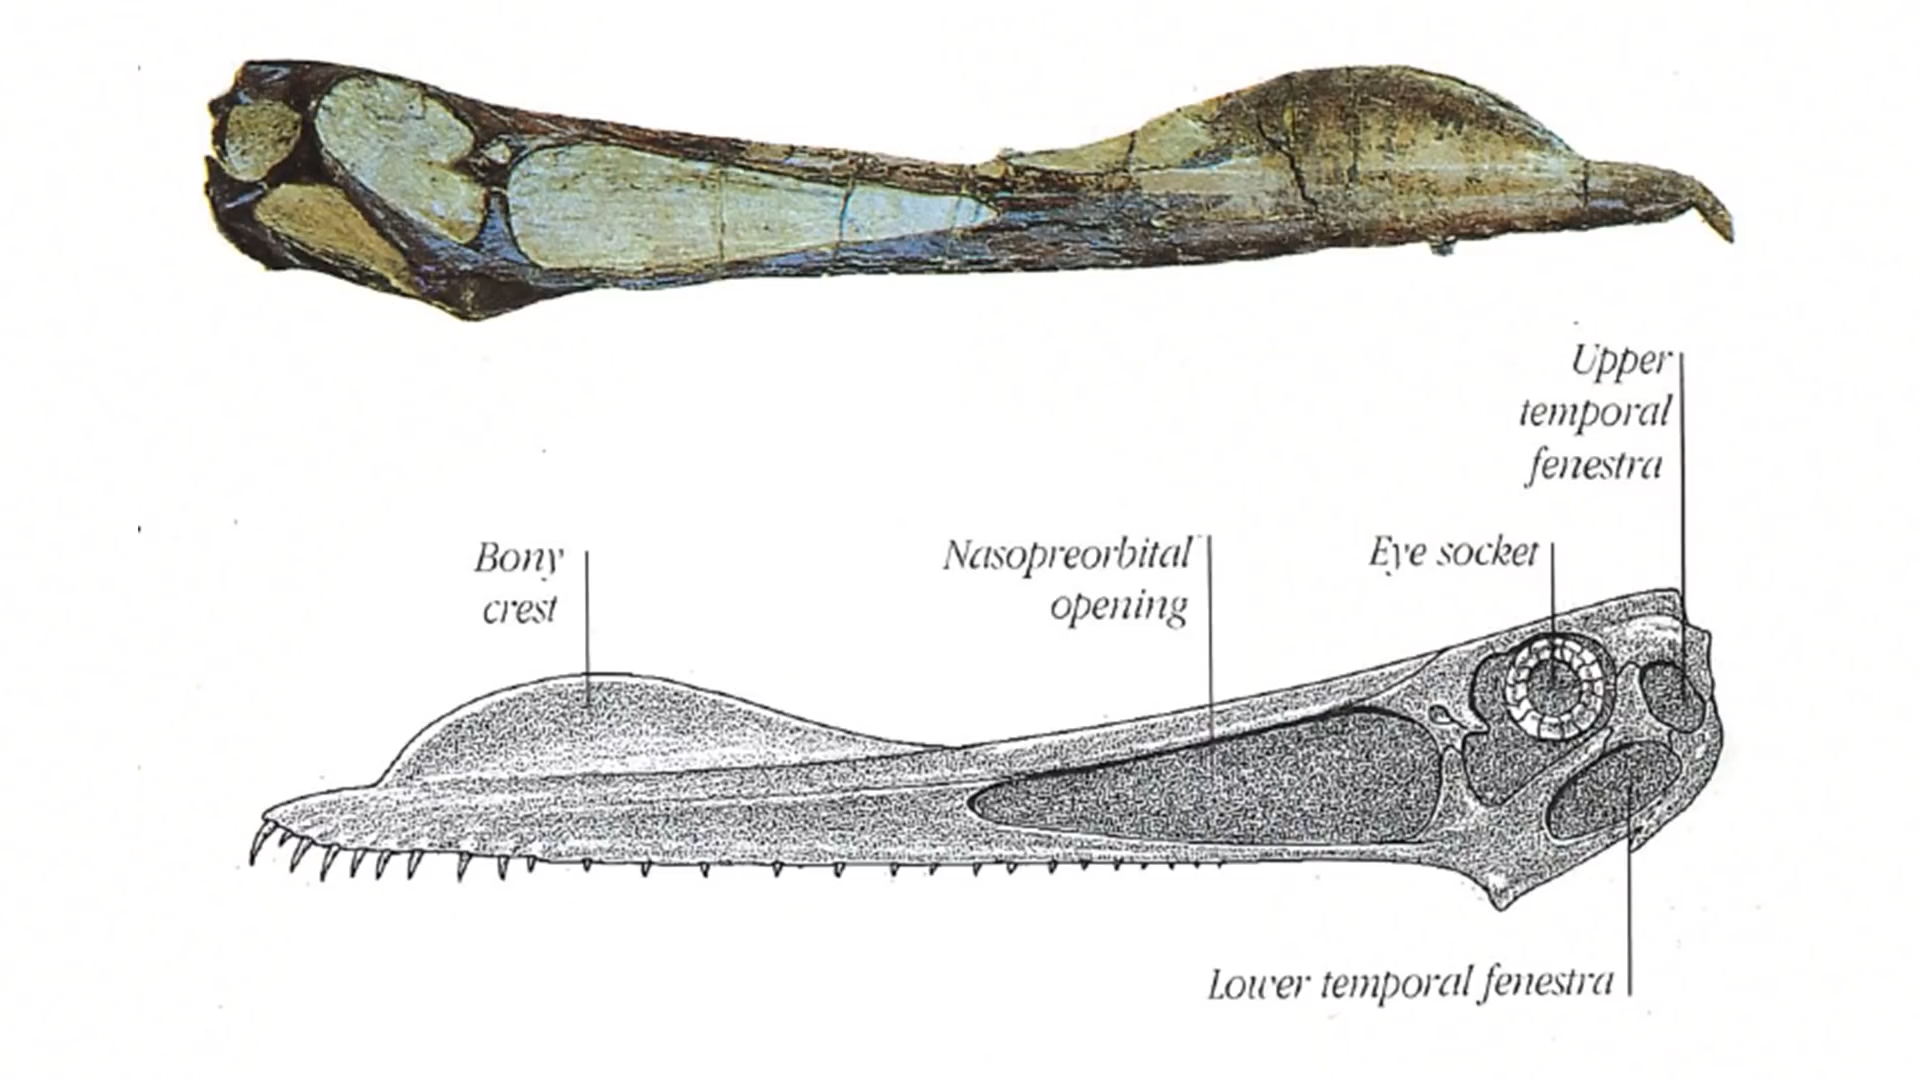 Upper
temporal
fenestra
Bony
crest
Nasopreorbital
opening
Eye socket
Lower temporal fenestra